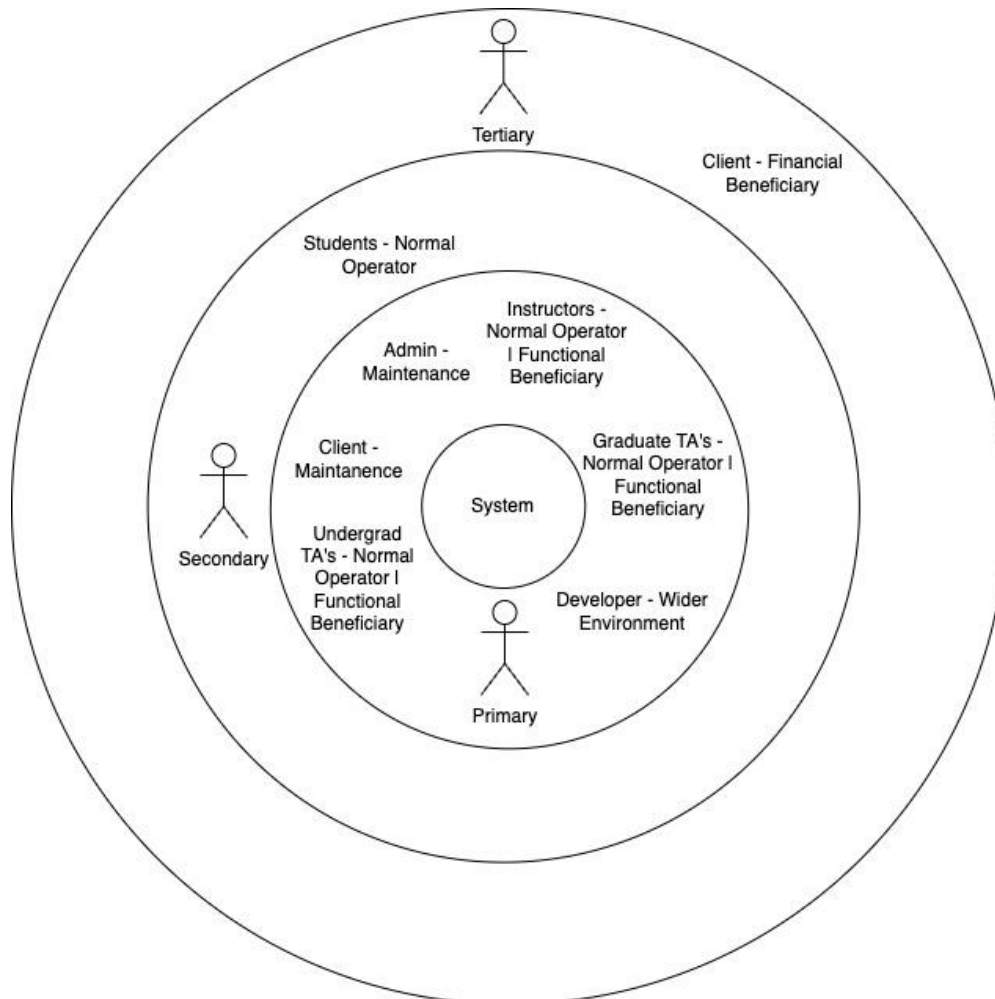 Tertiary
Client - Financial
Beneficiary
Students - Normal
Operator
Instructors -
Normal Operator
| Functional
Beneficiary
Admin -
Maintenance
Graduate TA's -
Normal Operator |
Functional
Beneficiary
Client -
Maintanence
System
Secondary
Undergrad
TA's - Normal
Operator |
Functional
Beneficiary
Developer - Wider
Environment
Primary